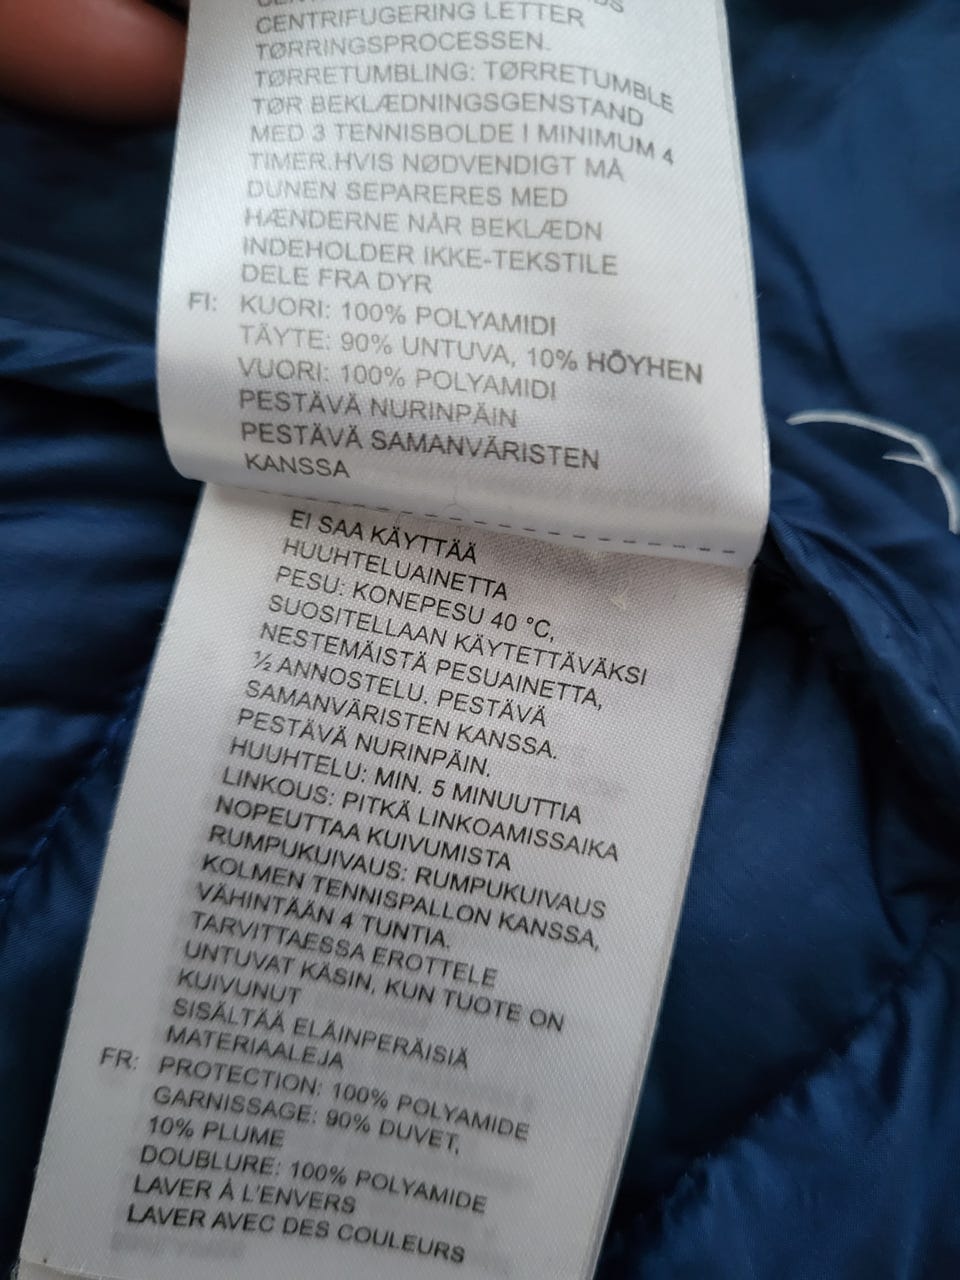 CENTRIFUGERING LETTER
TØRRINGSPROCESSEN.
TØRRETUMBLING: TØRRETUMBLE
TØR BEKLÆDNINGSGENSTAND
MED 3 TENNISBOLDE I MINIMUM 4
TIMER.HVIS NØDVENDIGT MÅ
DUNEN SEPARERES MED
HÆNDERNE NÅR BEKLÆDN
INDEHOLDER IKKE-TEKSTILE
DELE FRA DYR
FI: KUORI: 100% POLYAMIDI
TÄYTE: 90% UNTUVA, 10% HÖYHEN
VUORI: 100% POLYAMIDI
PESTÄVÄ NURINPÄIN
PESTÄVÄ SAMANVÄRISTEN
KANSSA
EI SAA KÄYTTÄÄ
HUUHTELUAINETTA
PESU: KONEPESU 40 °C,
SUOSITELLAAN KÄYTETTÄVÄKSI
NESTEMÄISTÄ PESUAINETTA,
½ ANNOSTELU. PESTÄVÄ
SAMANVÄRISTEN KANSSA.
PESTÄVÄ NURINPÄIN.
HUUHTELU: MIN. 5 MINUUTTIA
LINKOUS: PITKÄ LINKOAMISSAIKA
NOPEUTTAA KUIVUMISTA
RUMPUKUIVAUS: RUMPUKUIVAUS
KOLMEN TENNISPALLON KANSSA,
VÄHINTÄÄN 4 TUNTIA.
TARVITTAESSA EROTTELE
UNTUVAT KÄSIN, KUN TUOTE ON
KUIVUNUT
SISÄLTÄÄ ELÄINPERÄISIÄ
MATERIAALEJA
FR: PROTECTION: 100% POLYAMIDE
GARNISSAGE: 90% DUVET,
10% PLUME
DOUBLURE: 100% POLYAMIDE
LAVER À L'ENVERS
LAVER AVEC DES COULEURS